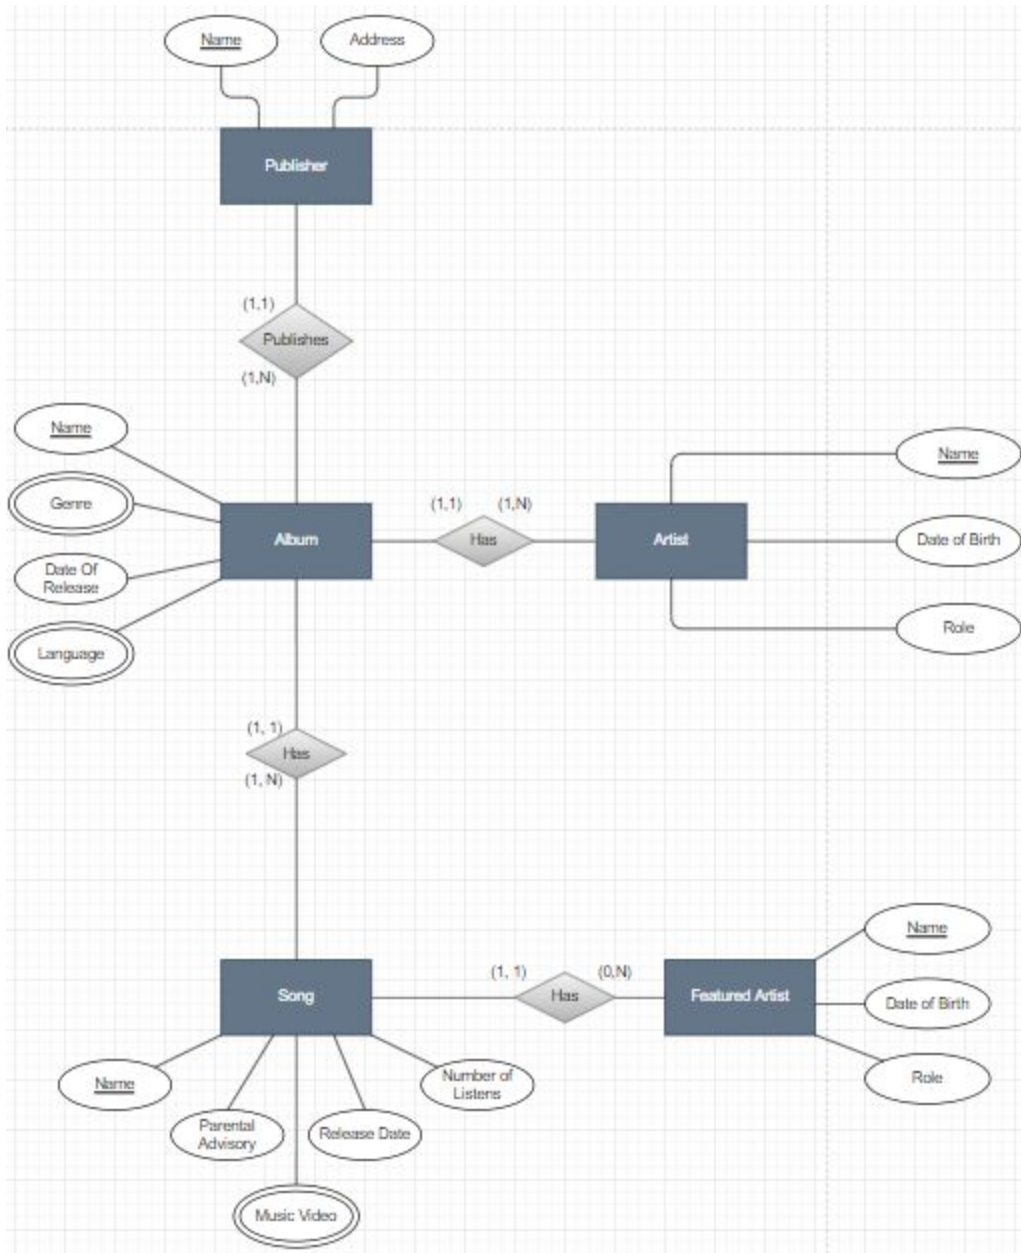 Name
Address
Publisher
(1,1)
Publishes
(1,N)
Name
Genre
Date Of
Release
Language
Album
(1,1)
(1,N)
Has
Artist
Name
Date of Birth
Role
(1, 1)
Has
(1, N)
Song
(1, 1)
(0,N)
Has
Featured Artist
Name
Date of Birth
Role
Name
Parental
Advisory
Music Video
Release Date
Number of
Listens